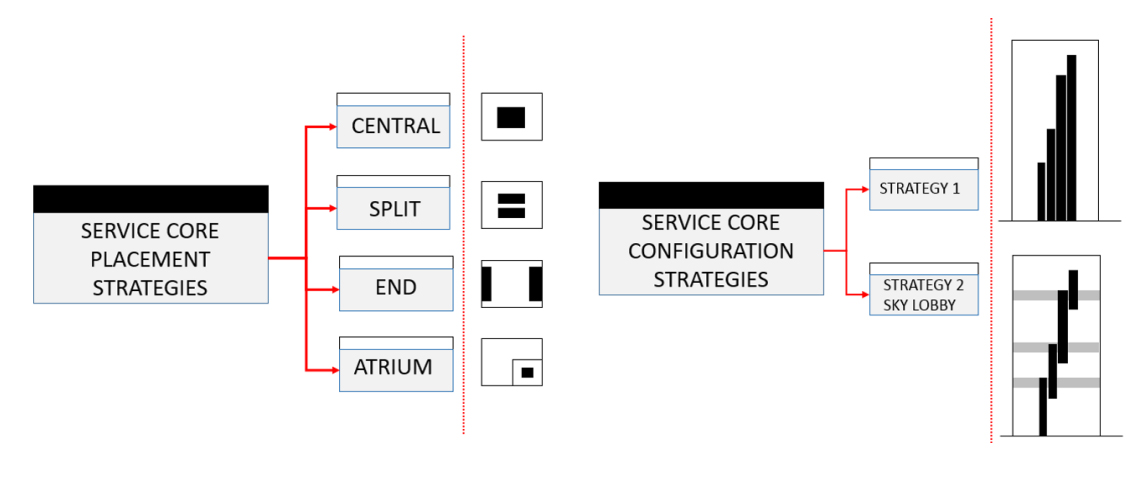 SERVICE CORE
PLACEMENT
STRATEGIES
CENTRAL
SPLIT
END
ATRIUM
SERVICE CORE
CONFIGURATION
STRATEGIES
STRATEGY 1
STRATEGY 2
SKY LOBBY